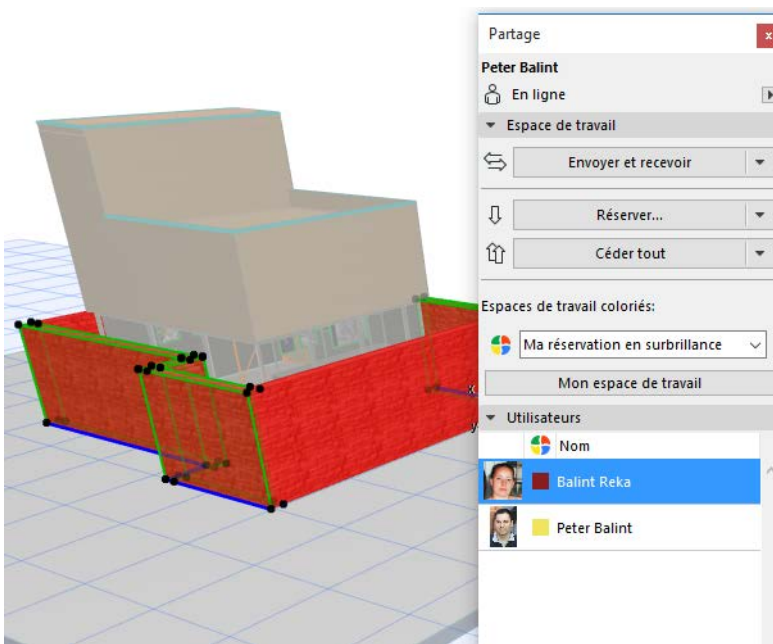 Partage
x
Peter Balint
En ligne
Espace de travail
Envoyer et recevoir
Réserver...
Céder tout
Espaces de travail coloriés:
Ma réservation en surbrillance
Mon espace de travail
x
y
Utilisateurs
Nom
Balint Reka
Peter Balint